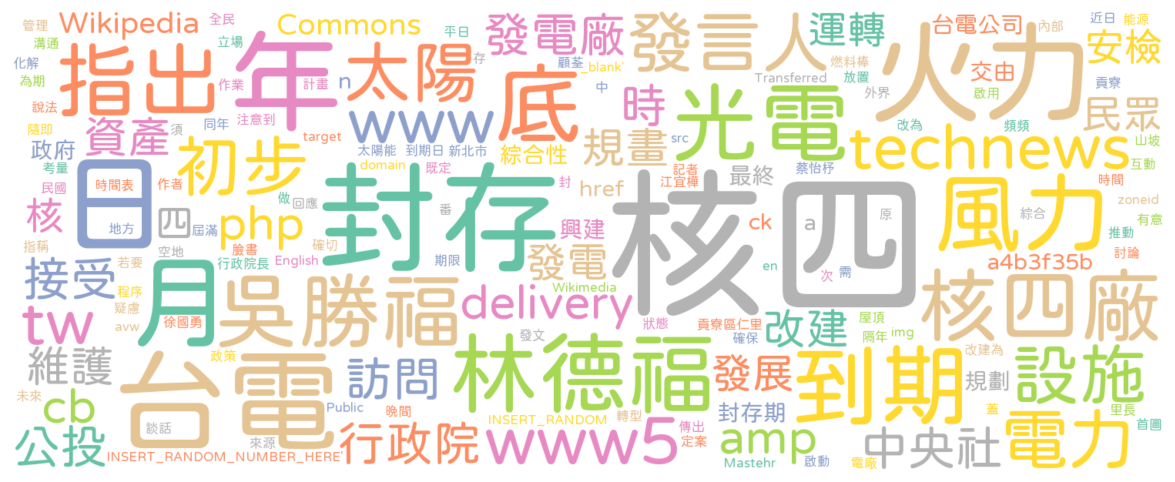 管理
Wikipedia
全民
Commons
平日
發電廠
發言人
運轉
台電公司
近日
能源
內部
溝通
立場
化解
為期
指出
年
作業
計畫
n
太陽
存
顧荃
_blank'
底
中
燃料棒
放置
Transferred
外界
火力
交由
啟用
安檢
貢寮
民眾
說法
注意到
時
光電
隨即
同年
資產
須
target
www
src
改為
頻頻
山坡
政府
初步
太陽能
到期日
新北市
綜合性
規畫
technews
互動
考量
日
時間表
作者
domain
既定
封
記者
江宜樺
最終
蔡怡杼
時間
zoneid
民國
核
四
做
回應
封存
番
href
核四
a
原
風力
綜合
有意
地方
屆滿
php
興建
ck
推動
指稱
空地
臉書
確切
發電
討論
接受
若要
月
行政院長
English
期限
Wikimedia
en
次
需
a4b3f35b
程序
疑慮
吳勝福
delivery
核四廠
tw
avw
徐國勇
狀態
貢寮區仁里
確保
改建
屋頂
隔年
img
維護
政策
發文
林德福
改建為
台電
訪問
發展
到期
規劃
設施
未來
cb
Public
晚間
INSERT_RANDOM
轉型
封存期
蓋
里長
首圖
談話
公投
來源
行政院
www5
傳出
定案
amp
中央社
電力
INSERT_RANDOM_NUMBER_HERE'
Mastehr
啟動
電廠